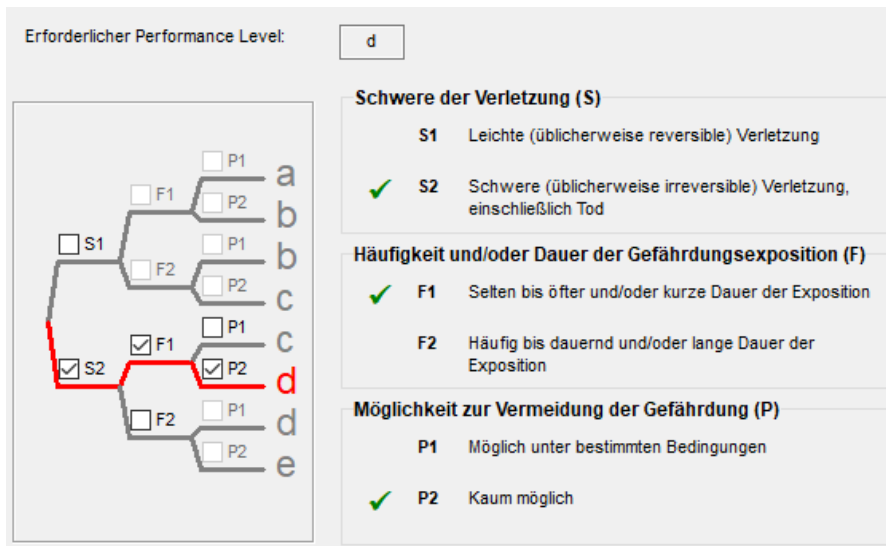 Erforderlicher Performance Level:
d
Schwere der Verletzung (S)
S1 Leichte (üblicherweise reversible) Verletzung
S2 Schwere (üblicherweise irreversible) Verletzung,
einschließlich Tod
Häufigkeit und/oder Dauer der Gefährdungsexposition (F)
F1 Selten bis öfter und/oder kurze Dauer der Exposition
F2 Häufig bis dauernd und/oder lange Dauer der
Exposition
Möglichkeit zur Vermeidung der Gefährdung (P)
P1 Möglich unter bestimmten Bedingungen
P2 Kaum möglich
P1
a
F1
P2
b
S1
P1
b
F2
P2
c
P1
c
F1
S2
P2
d
F2
P1
d
P2
e